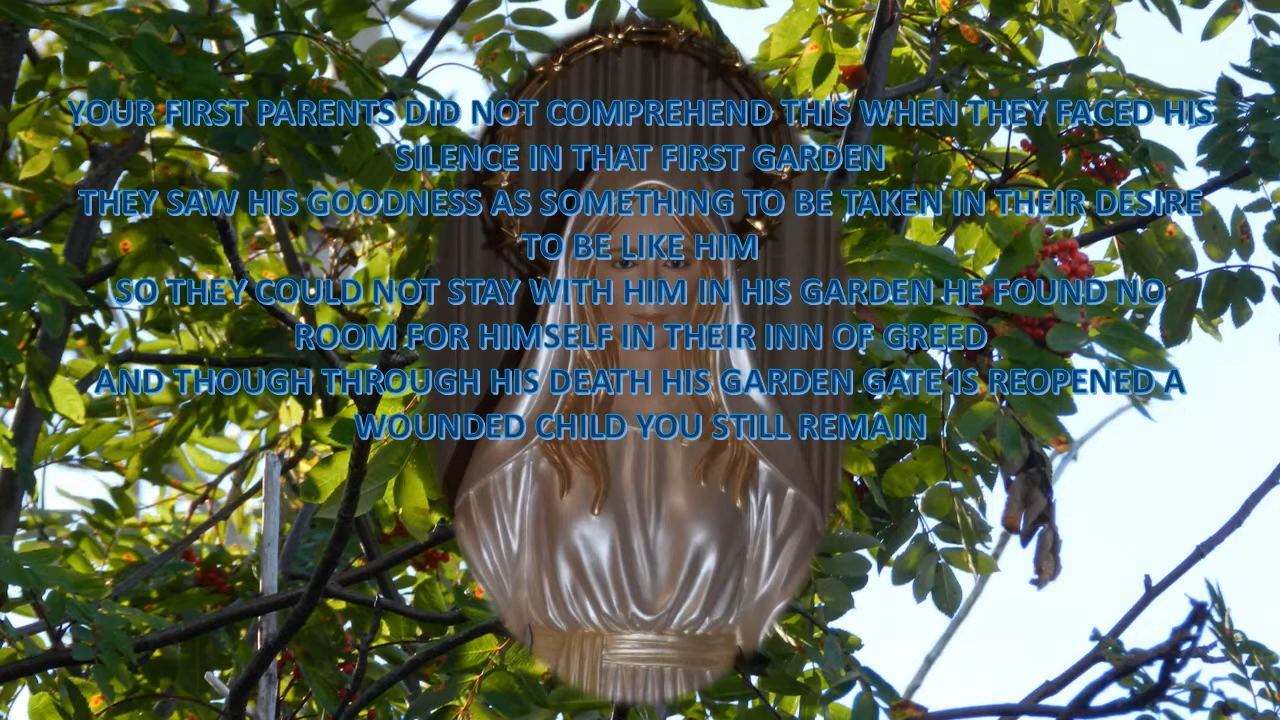 YOUR FIRST PARENTS DID NOT COMPREHEND THIS WHEN THEY FACED HIS
SILENCE IN THAT FIRST GARDEN
THEY SAW HIS GOODNESS AS SOMETHING TO BE TAKEN IN THEIR DESIRE
TO BE LIKE HIM
SO THEY COULD NOT STAY WITH HIM IN HIS GARDEN HE FOUND NO
ROOM FOR HIMSELF IN THEIR INN OF GREED
AND THOUGH THROUGH HIS DEATH HIS GARDEN GATE IS REOPENED A
WOUNDED CHILD YOU STILL REMAIN